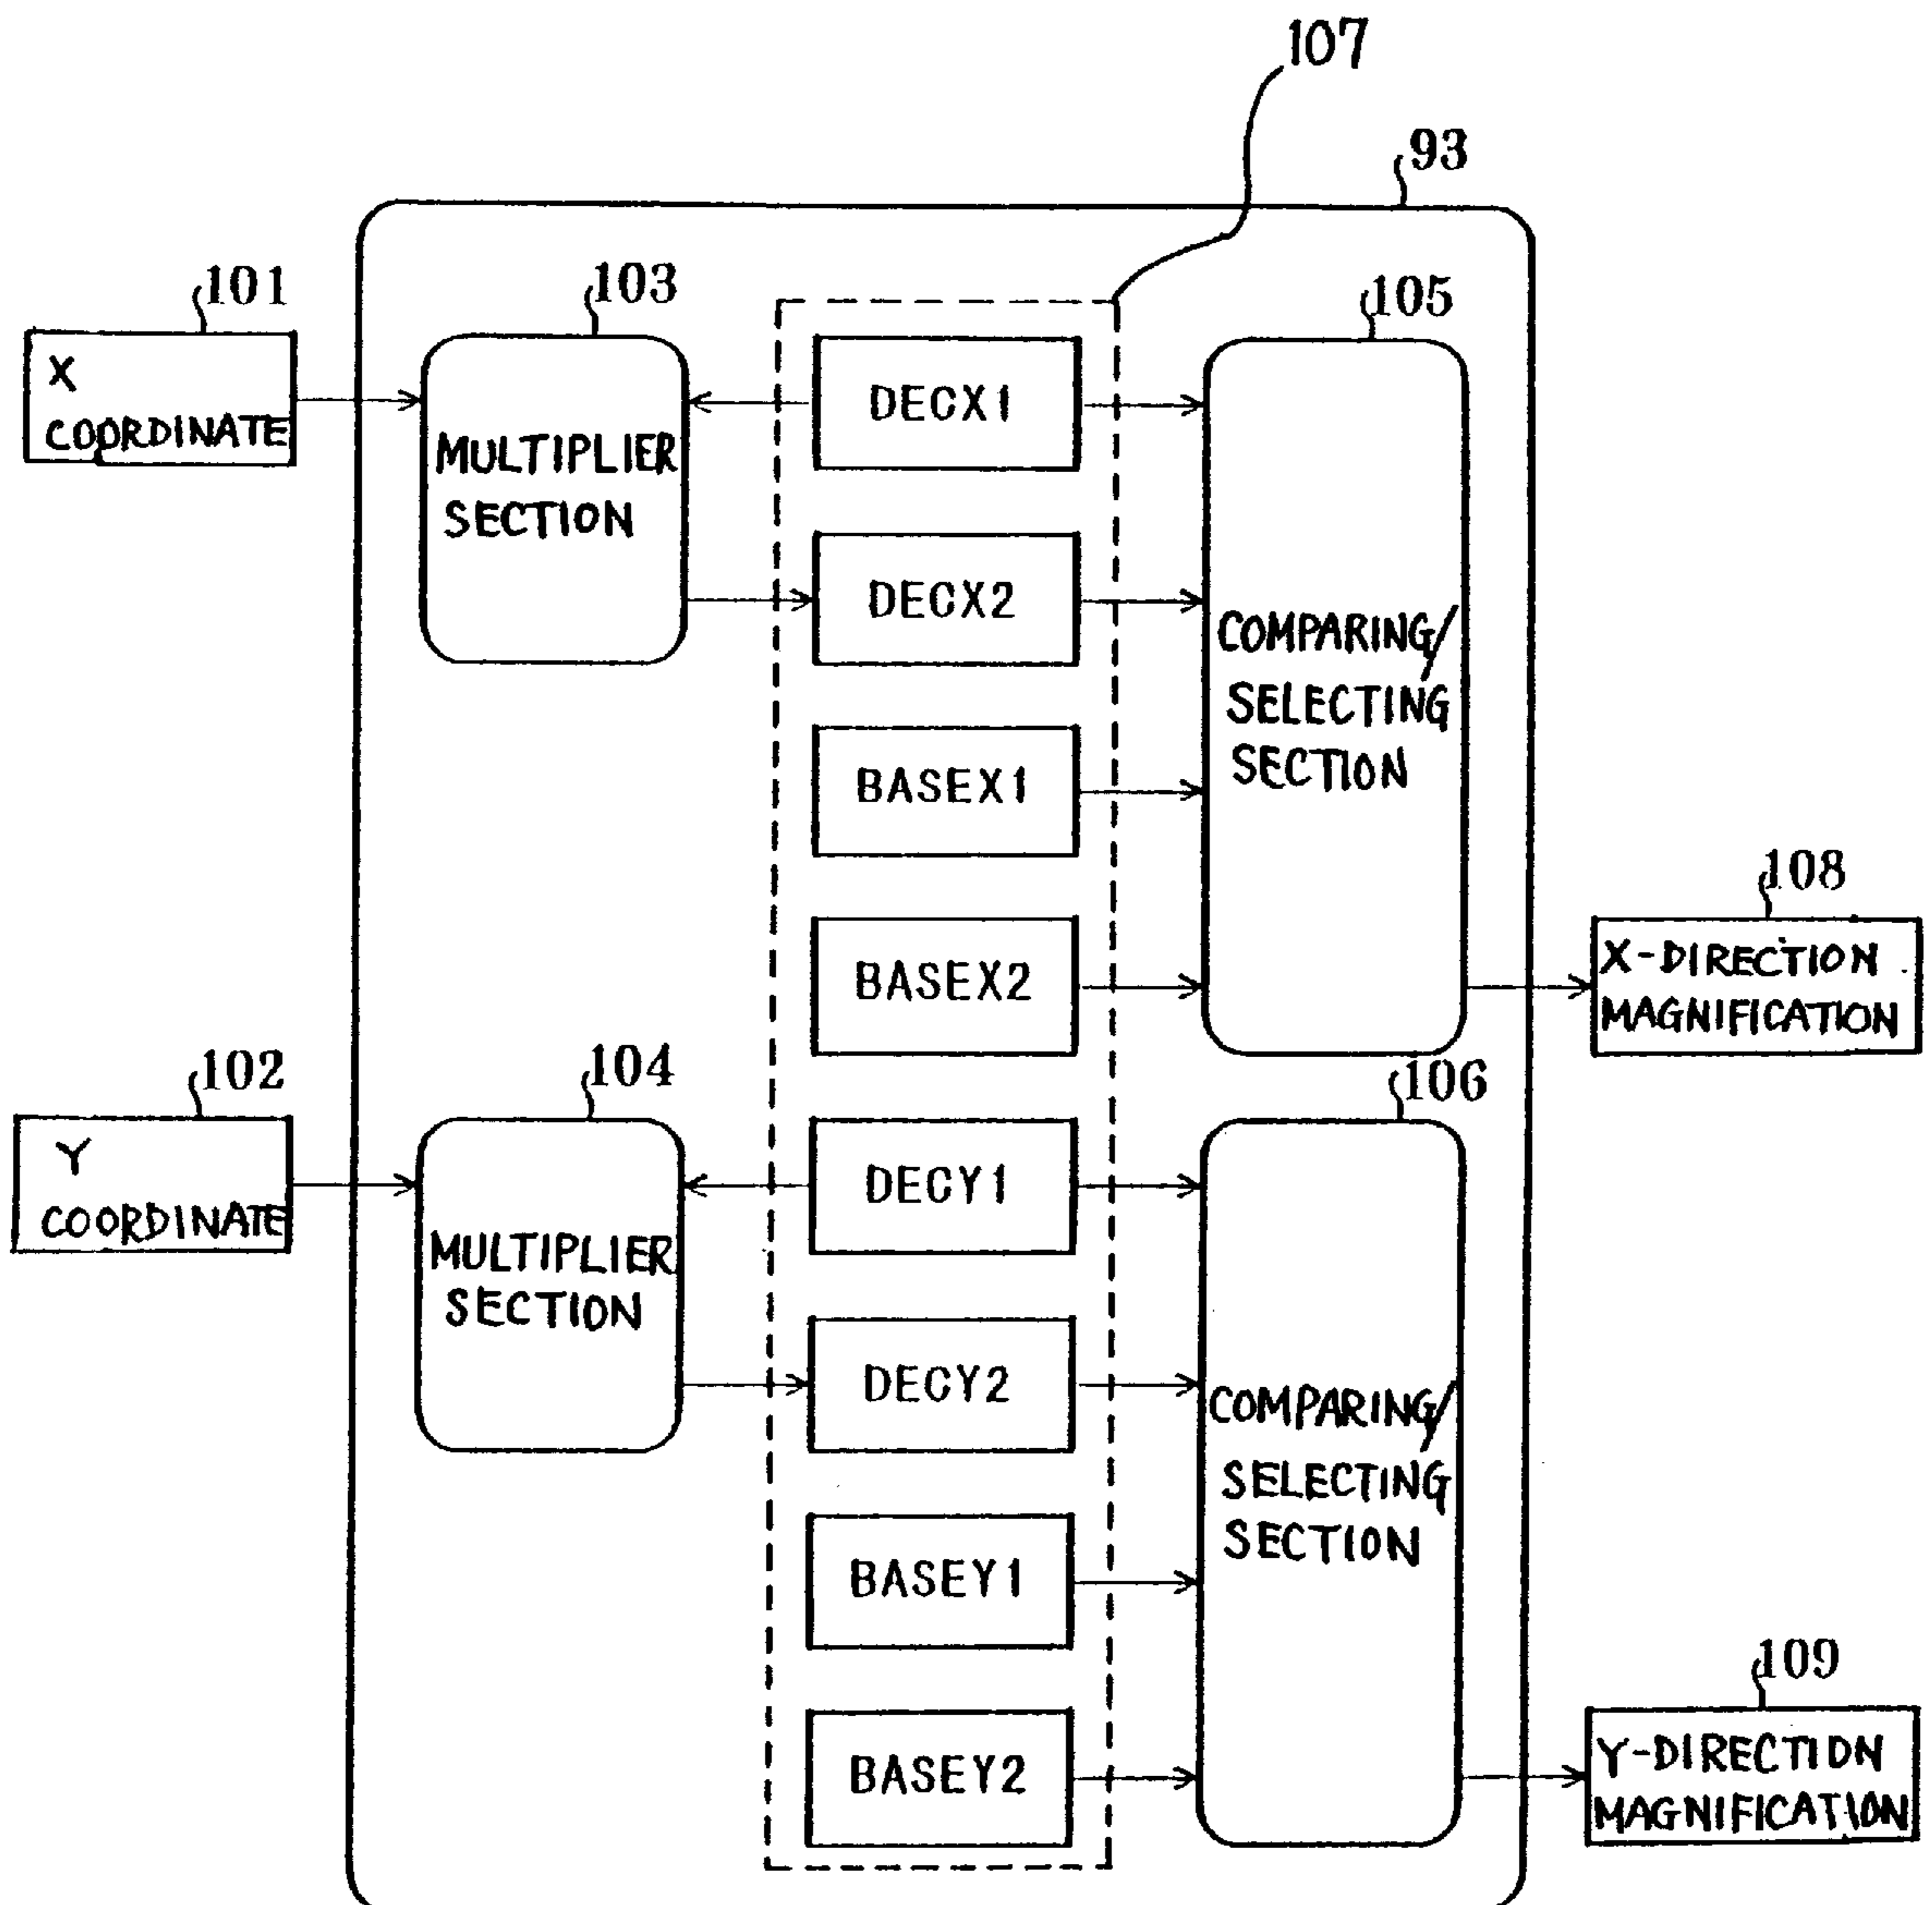 107
93
101
103
105
X
COORDINATE
MULTIPLIER
SECTION
DECX1
DECX2
BASEX1
BASEX2
COMPARING/
SELECTING
SECTION
108
X-DIRECTION
MAGNIFICATION
102
104
106
Y
COORDINATE
MULTIPLIER
SECTION
DECY1
DECY2
BASEY1
BASEY2
COMPARING/
SELECTING
SECTION
109
Y-DIRECTION
MAGNIFICATION